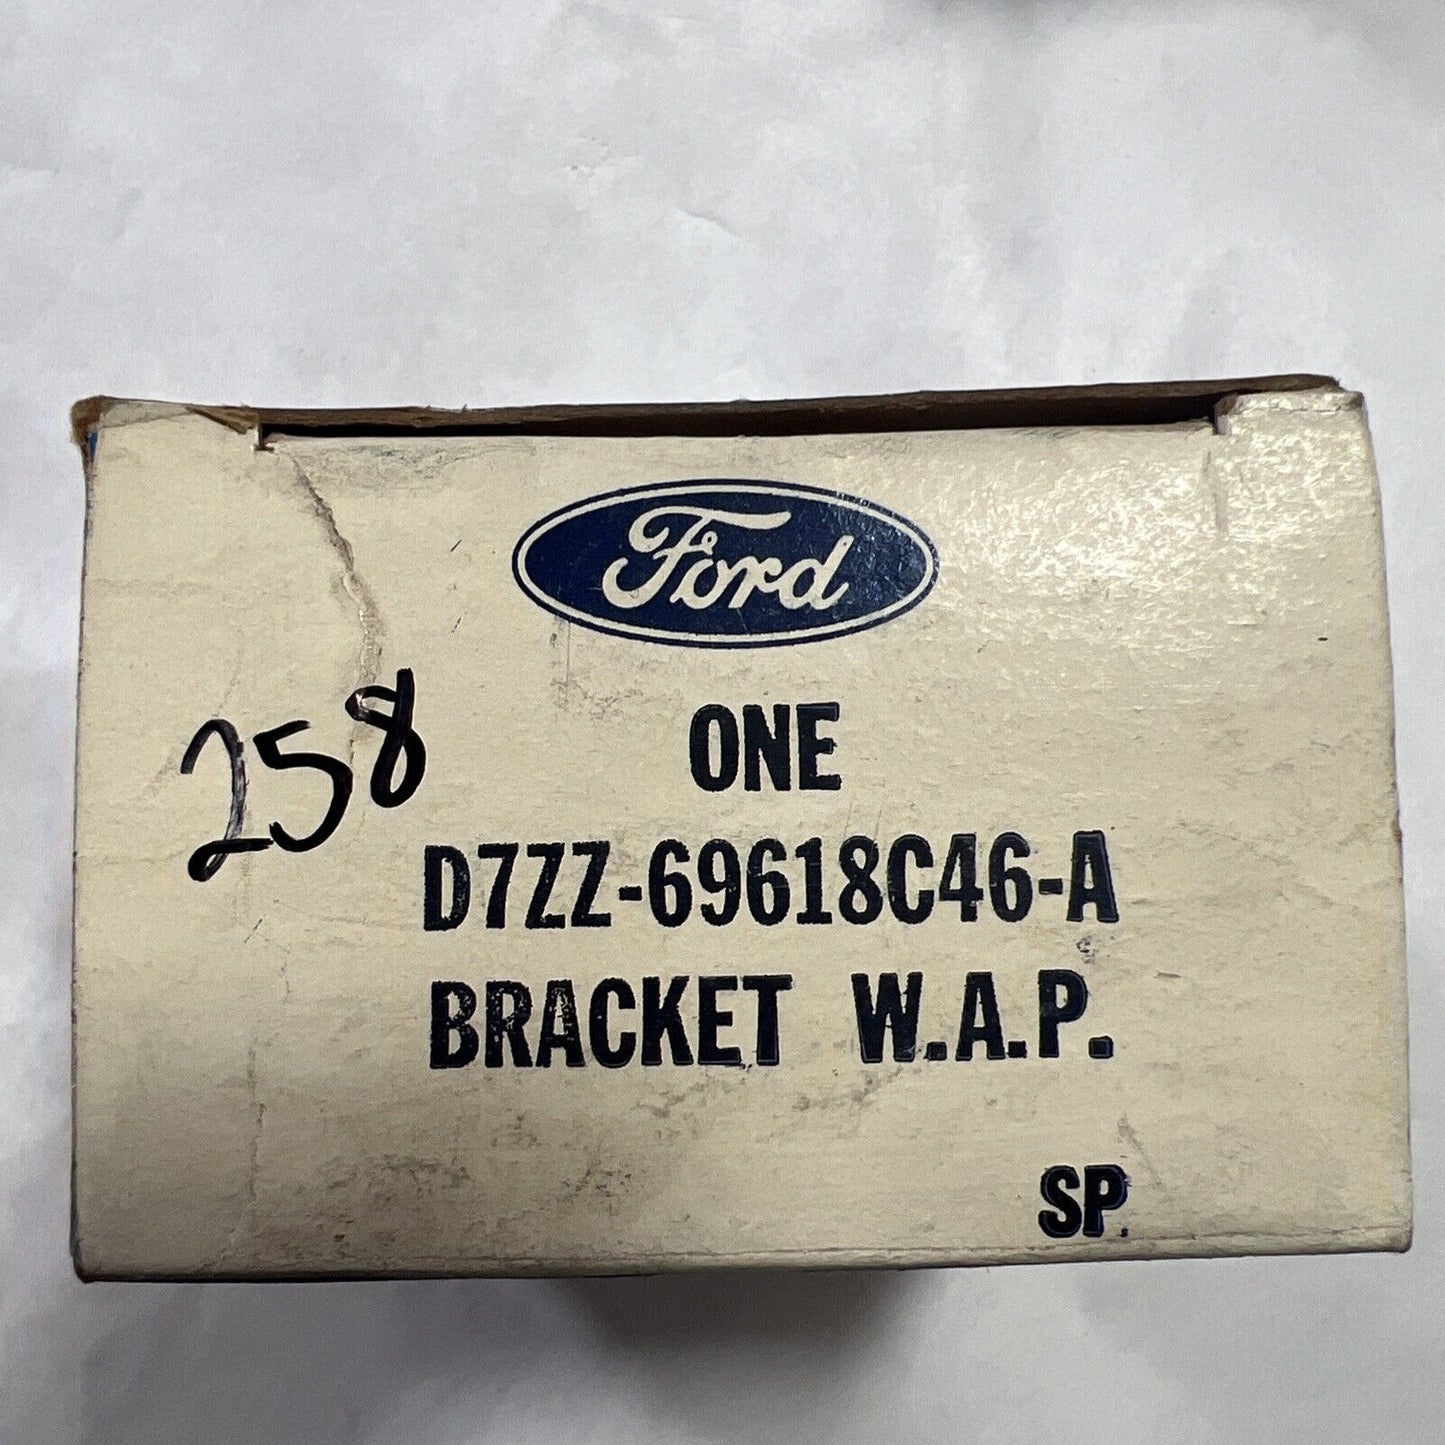 Ford
258
ONE
D7ZZ-69618C46-A
BRACKET W.A.P.
SP.